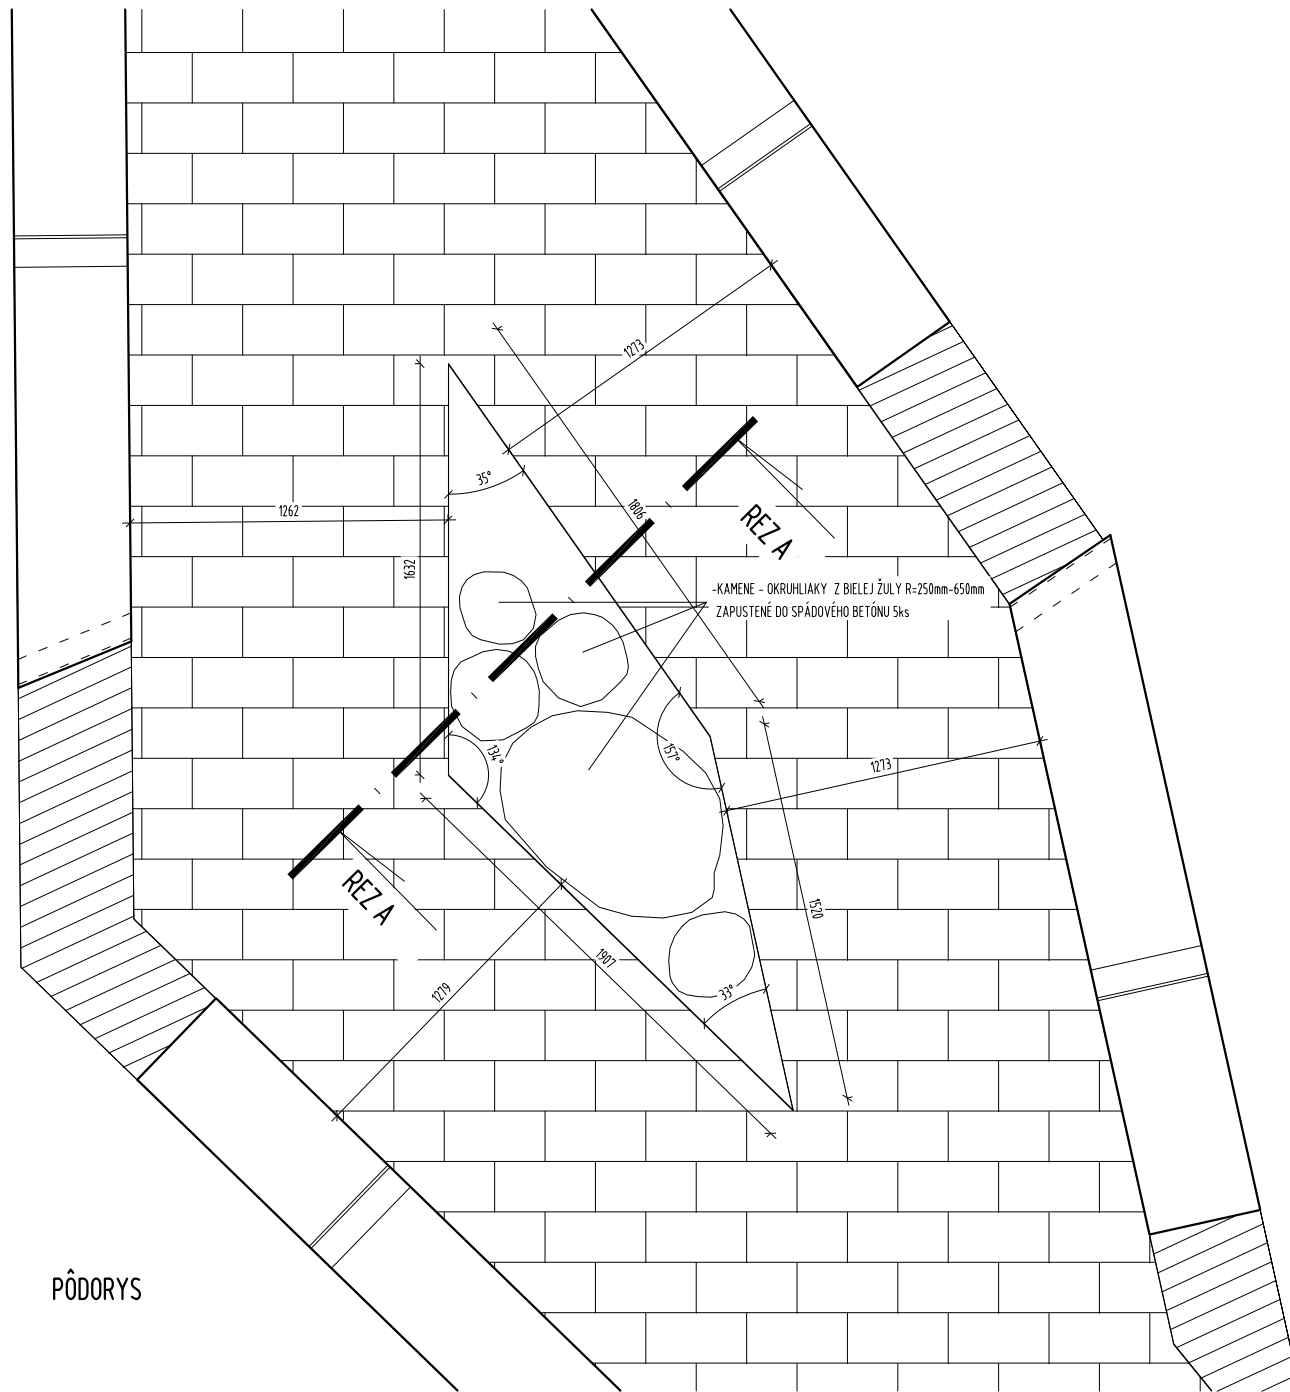 1273
35°
1806
1262
REZ A
1632
-KAMENE - OKRUHLIAKY Z BIELEJ ŽULY R=250mm-650mm
ZAPUSTENÉ DO SPÁDOVÉHO BETÓNU 5ks
134°
157°
1273
REZ A
1520
1907
1279
33°
PÔDORYS